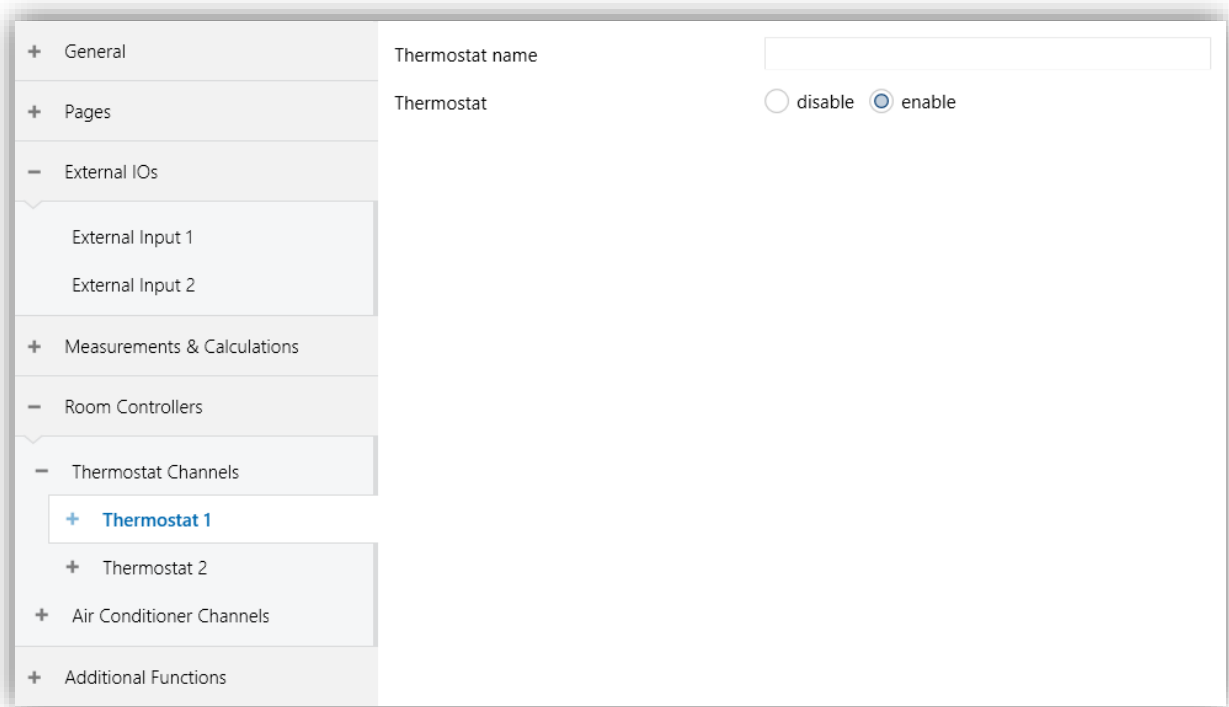 General
Pages
External IOs
External Input 1
External Input 2
Measurements & Calculations
Room Controllers
Thermostat Channels
Thermostat 1
Thermostat 2
Air Conditioner Channels
Additional Functions
Thermostat name
Thermostat disable enable